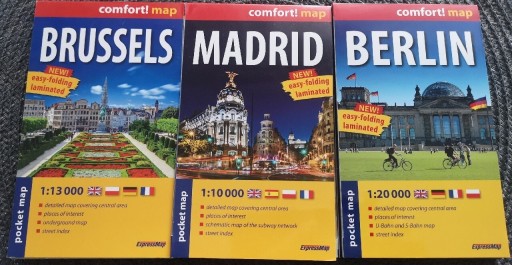 comfort! map
BRUSSELS
NEW!
easy-folding
laminated
pocket map
1:13 000
detailed map covering central area
places of interest
underground map
street index
ExpressMap
comfort! map
MADRID
NEW!
easy-folding
laminated
pocket map
1:10 000
detailed map covering central area
places of interest
schematic map of the subway network
street index
ExpressMap
comfort! map
BERLIN
NEW!
easy-folding
laminated
pocket map
1:20 000
detailed map covering central area
places of interest
U-Bahn and S-Bahn map
street index
ExpressMap